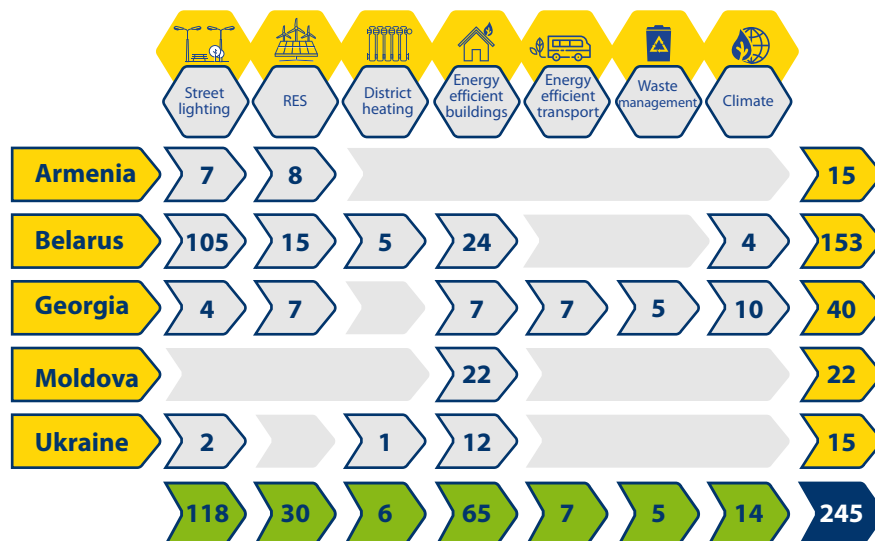 Street
lighting
RES
District
heating
Energy
efficient
buildings
Energy
efficient
transport
Waste
management
Climate
Armenia 7 8 15
Belarus 105 15 5 24 4 153
Georgia 4 7 7 7 5 10 40
Moldova 22 22
Ukraine 2 1 12 15
118 30 6 65 7 5 14 245